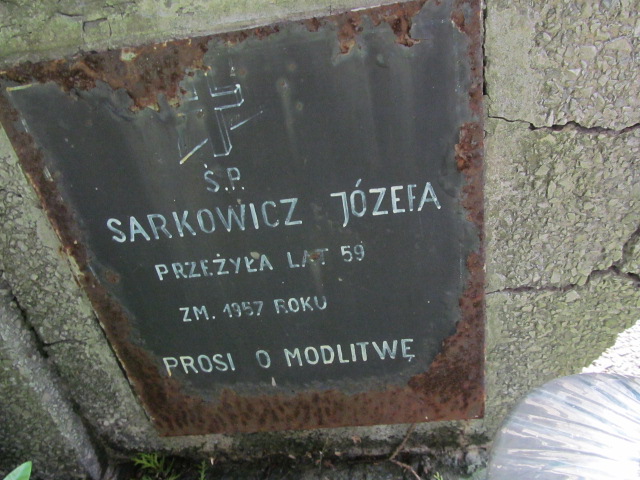 Ś.P.
SARKOWICZ JÓZEFA
PRZEŻYŁA LAT 59
ZM. 1957 ROKU
PROSI O MODLITWĘ